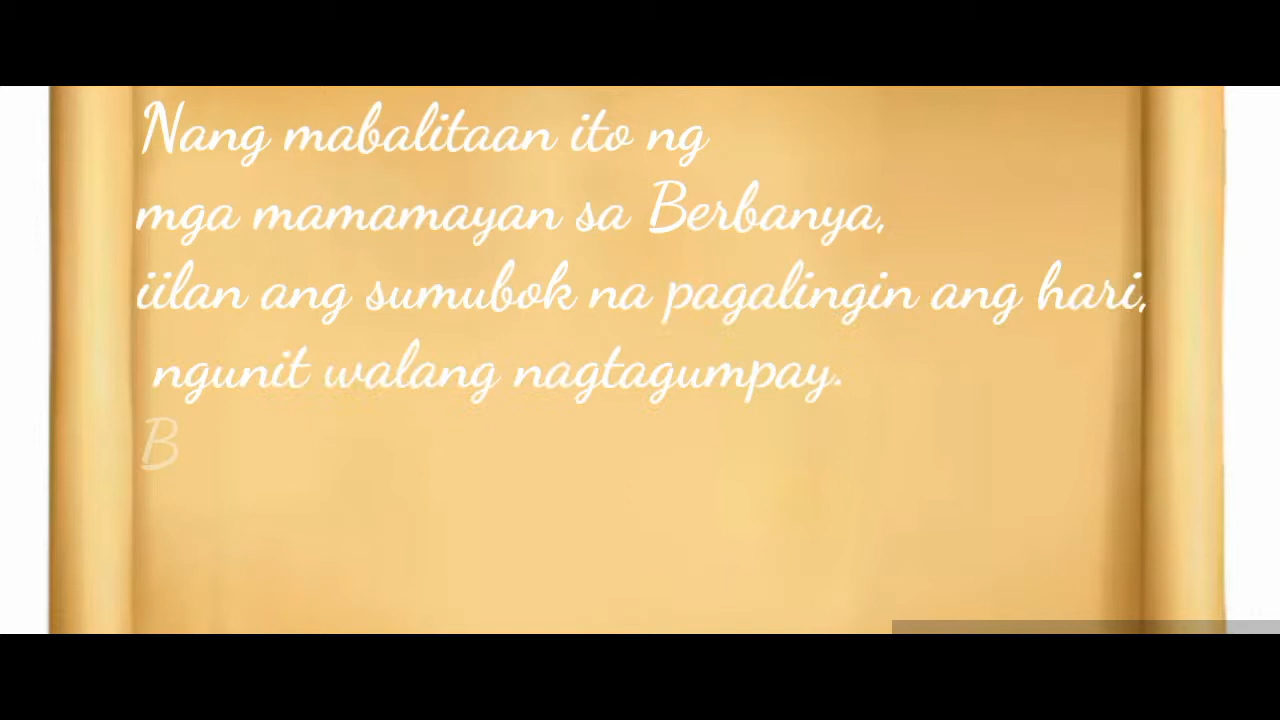 Nang mabalitaan ito ng
mga mamamayan sa Berbanya,
iilan ang sumubok na pagalingin ang hari,
ngunit walang nagtagumpay.
B